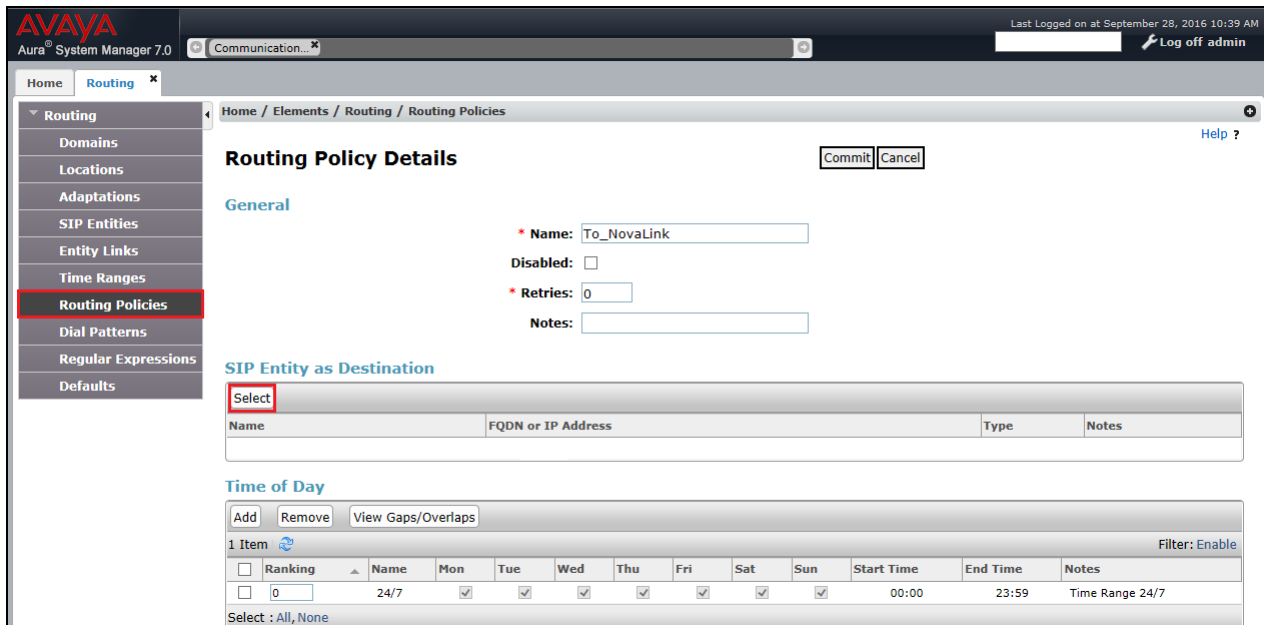 AVAYA
Last Logged on at September 28, 2016 10:39 AM
Aura® System Manager 7.0
Communication... ×
Log off admin
Home
Routing ×
Routing
Domains
Locations
Adaptations
SIP Entities
Entity Links
Time Ranges
Routing Policies
Dial Patterns
Regular Expressions
Defaults
Home / Elements / Routing / Routing Policies
Help ?
Routing Policy Details
Commit Cancel
General
* Name: To_NovaLink
Disabled:
* Retries: 0
Notes:
SIP Entity as Destination
Select
Name FQDN or IP Address Type Notes
Time of Day
Add Remove View Gaps/Overlaps
1 Item Filter: Enable
Ranking Name Mon Tue Wed Thu Fri Sat Sun Start Time End Time Notes
0 24/7 00:00 23:59 Time Range 24/7
Select : All, None